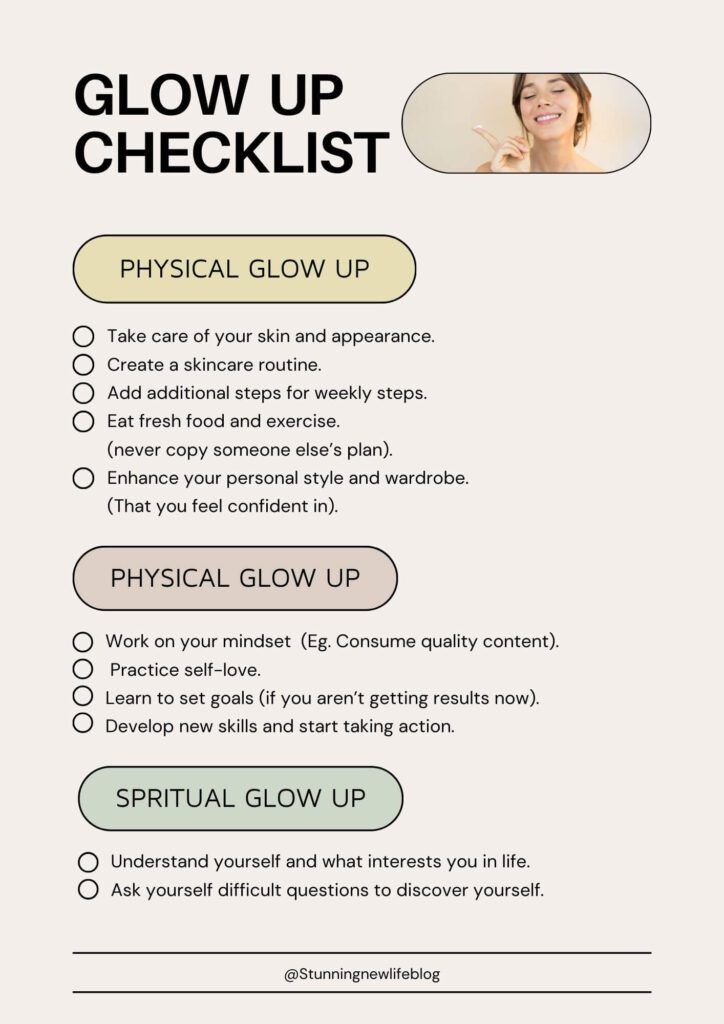 GLOW UP
CHECKLIST
PHYSICAL GLOW UP
Take care of your skin and appearance.
Create a skincare routine.
Add additional steps for weekly steps.
Eat fresh food and exercise.
(never copy someone else's plan).
Enhance your personal style and wardrobe.
(That you feel confident in).
PHYSICAL GLOW UP
Work on your mindset (Eg. Consume quality content).
Practice self-love.
Learn to set goals (if you aren't getting results now).
Develop new skills and start taking action.
SPRITUAL GLOW UP
Understand yourself and what interests you in life.
Ask yourself difficult questions to discover yourself.
@Stunningnewlifeblog